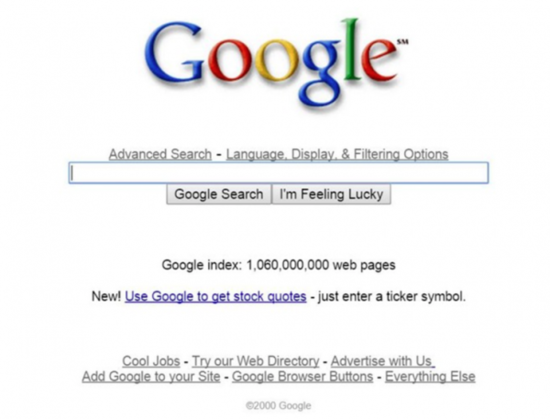 Google℠
Advanced Search - Language, Display, & Filtering Options
Google Search I'm Feeling Lucky
Google index: 1,060,000,000 web pages
New! Use Google to get stock quotes - just enter a ticker symbol.
Cool Jobs - Try our Web Directory - Advertise with Us
Add Google to your Site - Google Browser Buttons - Everything Else
©2000 Google